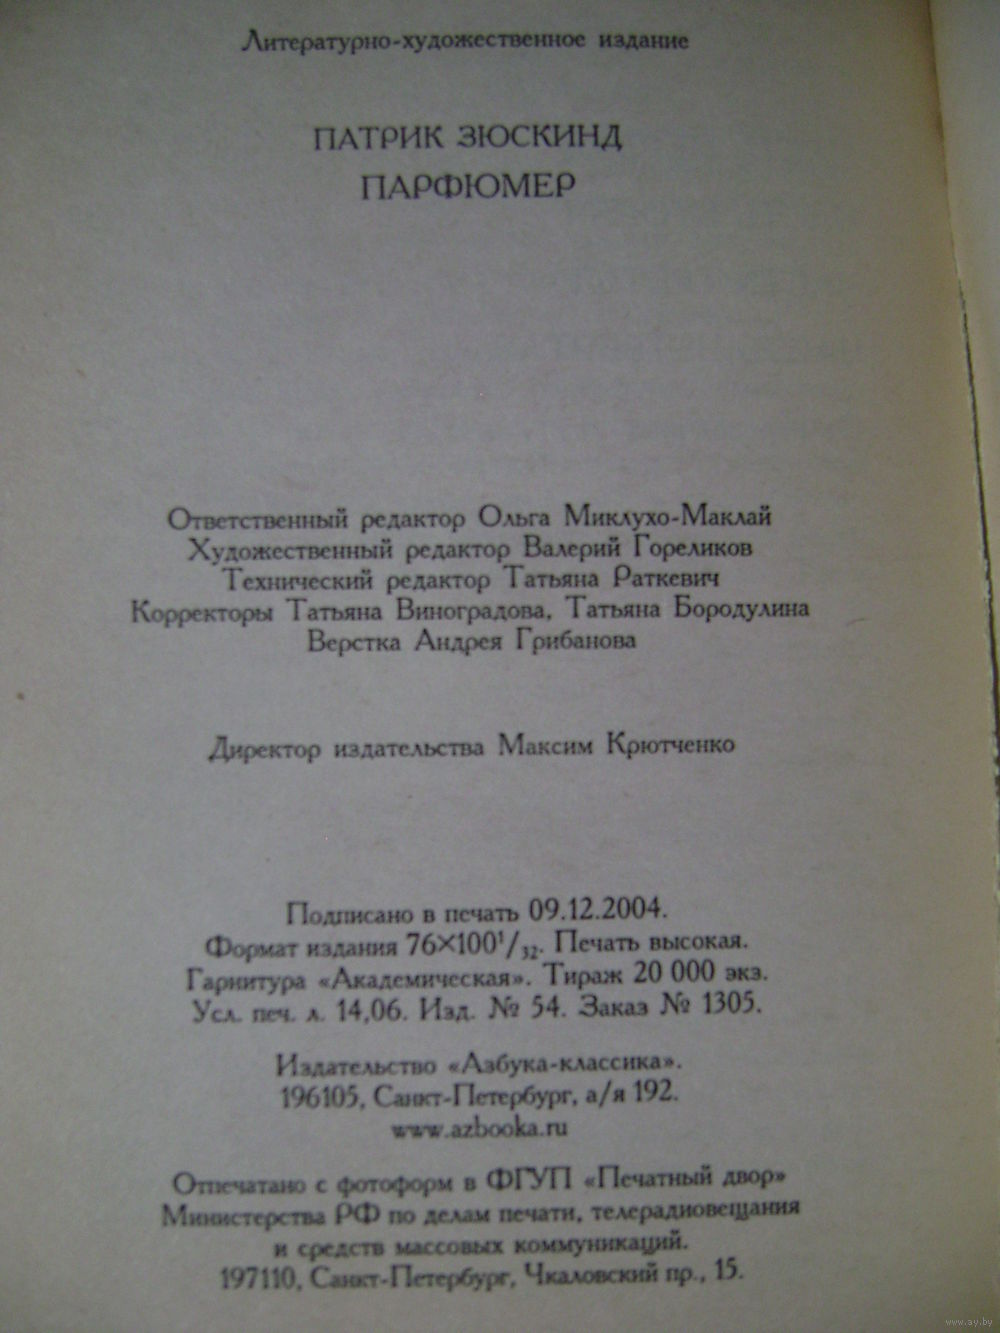 Литературно-художественное издание
ПАТРИК ЗЮСКИНД
ПАРФЮМЕР
Ответственный редактор Ольга Миклухо-Маклай
Художественный редактор Валерий Гореликов
Технический редактор Татьяна Раткевич
Корректоры Татьяна Виноградова, Татьяна Бородулина
Верстка Андрея Грибанова
Директор издательства Максим Крютченко
Подписано в печать 09.12.2004.
Формат издания 76×100¹/₃₂. Печать высокая.
Гарнитура «Академическая». Тираж 20 000 экз.
Усл. печ. л. 14,06. Изд. № 54. Заказ № 1305.
Издательство «Азбука-классика».
196105, Санкт-Петербург, а/я 192.
www.azbooka.ru
Отпечатано с фотоформ в ФГУП «Печатный двор»
Министерства РФ по делам печати, телерадиовещания
и средств массовых коммуникаций.
197110, Санкт-Петербург, Чкаловский пр., 15.
www.ay.by